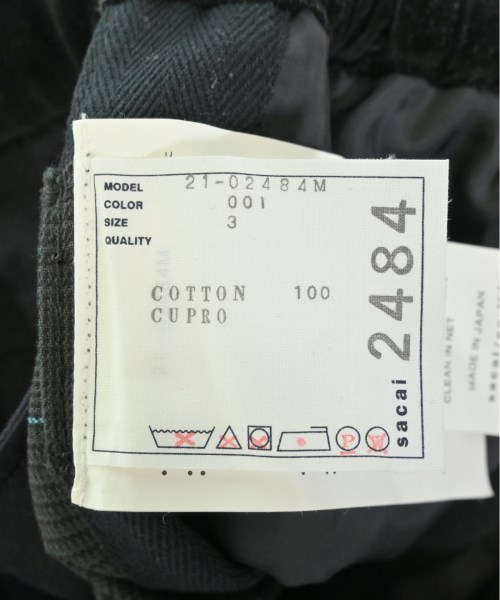 MODEL 21-02484M
COLOR 001
SIZE 3
QUALITY
COTTON 100
CUPRO
P W
sacai 2484
CLEAN IN NET
MADE IN JAPAN